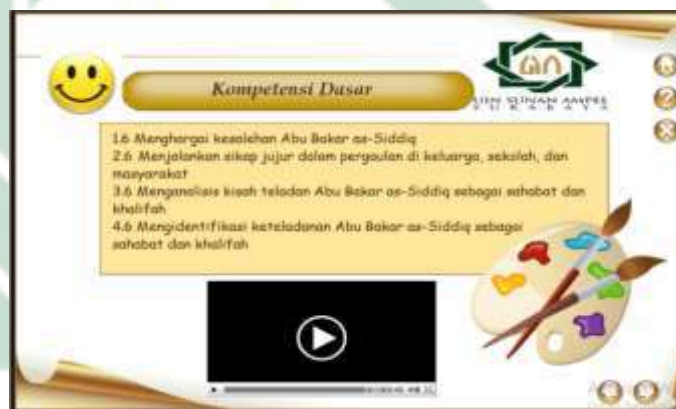 Kompetensi Dasar
UIN SUNAN AMPEL
SURABAYA
1.6 Menghargai kesalehan Abu Bakar as-Siddiq
2.6 Menjalankan sikap jujur dalam pergaulan di keluarga, sekolah, dan
masyarakat
3.6 Menganalisis kisah teladan Abu Bakar as-Siddiq sebagai sahabat dan
khalifah
4.6 Mengidentifikasi keteladanan Abu Bakar as-Siddiq sebagai
sahabat dan khalifah